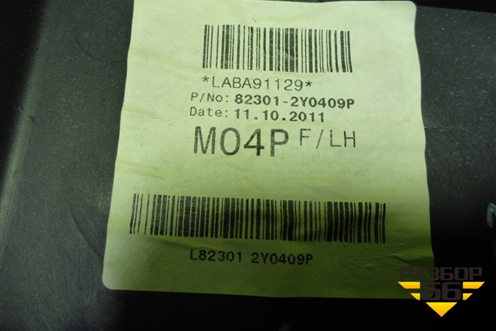 *LABA91129*
P/No: 82301-2Y0409P
Date: 11.10.2011
M04P F/LH
L82301 2Y0409P
РАЗБОР
66